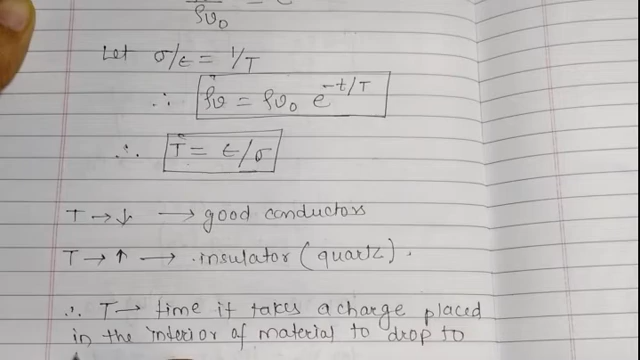 ρv₀
Let σ/ε = 1/T
∴ ρv = ρv₀ e^-t/T
∴ T = ε/σ
T → ↓ → good conductors
T → ↑ → insulator (quartz).
∴ T → time it takes a charge placed
in the interior of material to drop to